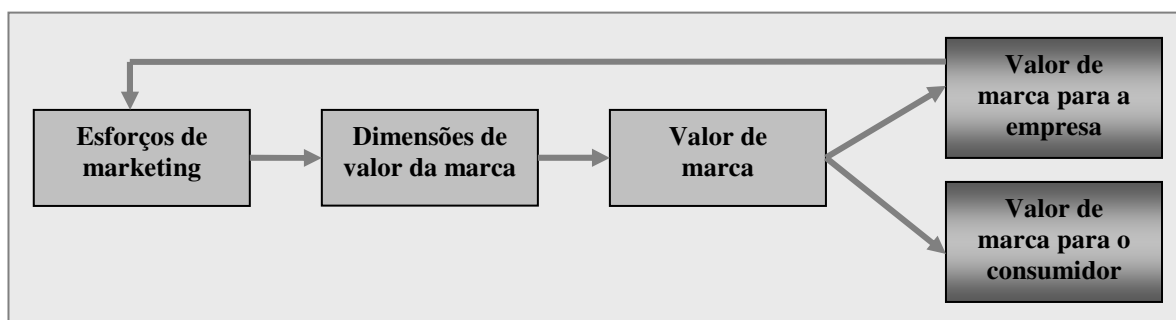 Esforços de
marketing
Dimensões de
valor da marca
Valor de
marca
Valor de
marca para a
empresa
Valor de
marca para o
consumidor